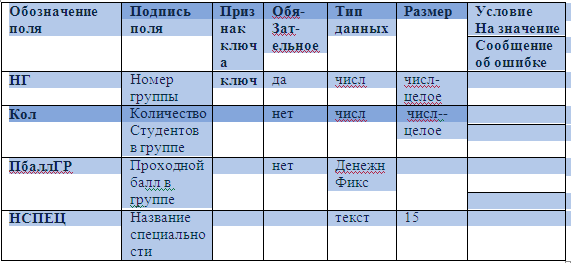 Обозначение поля Подпись поля Приз нак ключ а Обя- Зат- ельное Тип данных Размер Условие На значение
Сообщение об ошибке
НГ Номер группы ключ да числ числ- целое
Кол Количество Студентов в группе нет числ числ-- целое
ПбаллГР Проходной балл в группе нет Денежн Фикс
НСПЕЦ Название специально сти текст 15